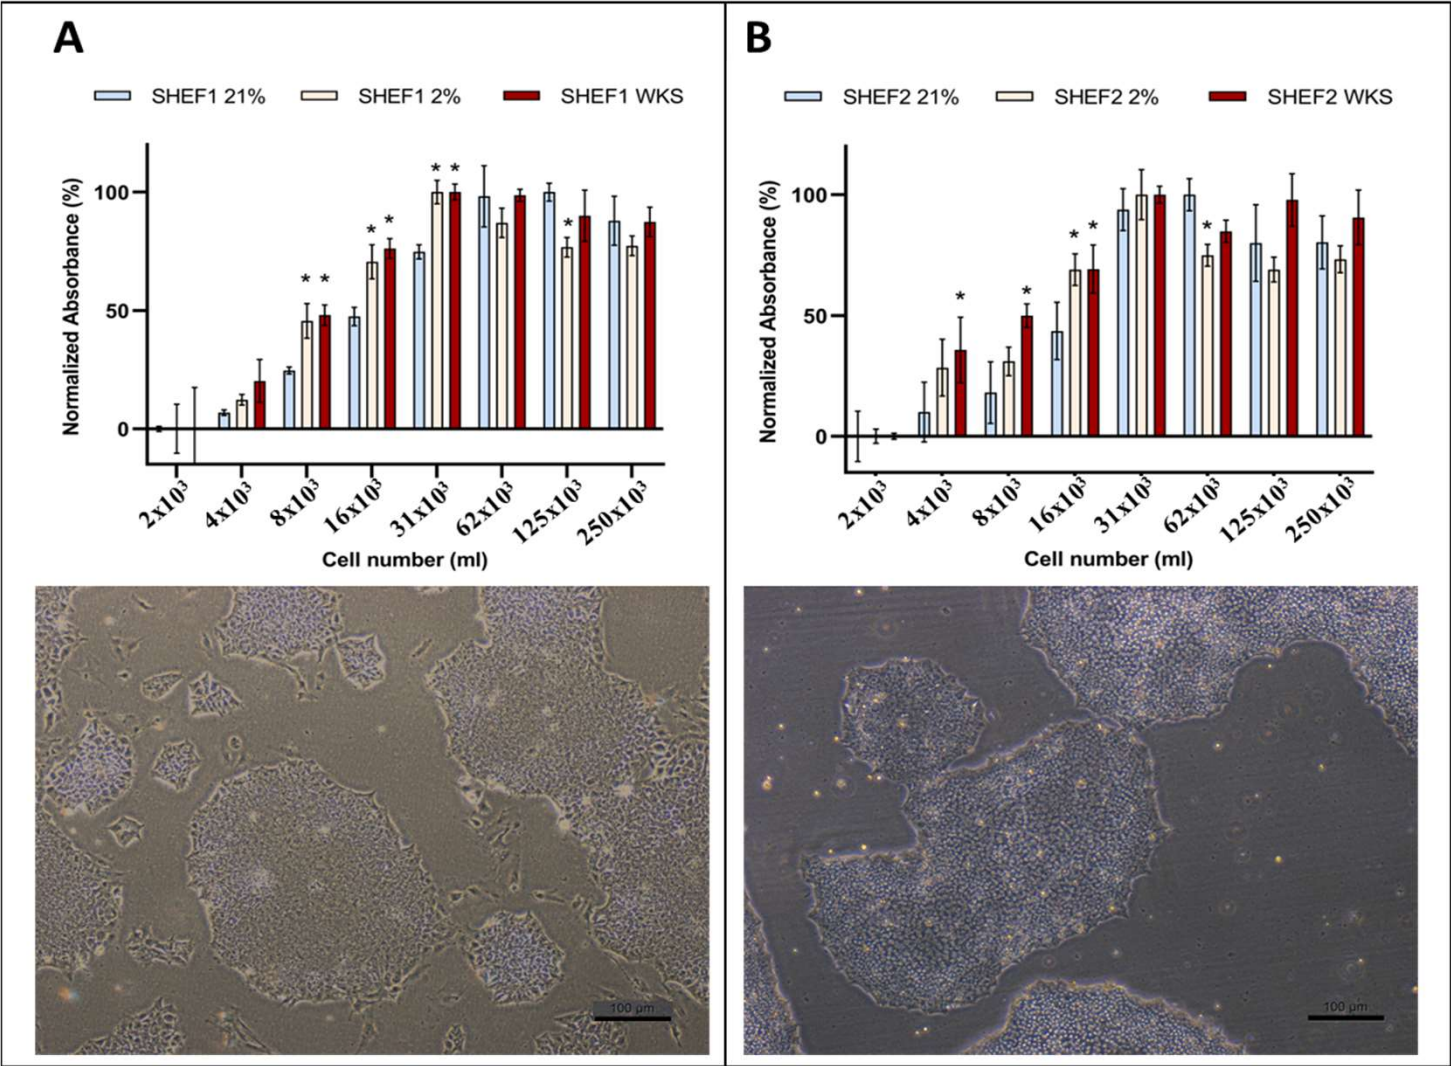 A
SHEF1 21% SHEF1 2% SHEF1 WKS
Normalized Absorbance (%)
100
50
0
2x10³ 4x10³ 8x10³ 16x10³ 31x10³ 62x10³ 125x10³ 250x10³
Cell number (ml)
* * * * * * *
100 µm
B
SHEF2 21% SHEF2 2% SHEF2 WKS
Normalized Absorbance (%)
100
50
0
2x10³ 4x10³ 8x10³ 16x10³ 31x10³ 62x10³ 125x10³ 250x10³
Cell number (ml)
* * * * *
100 µm